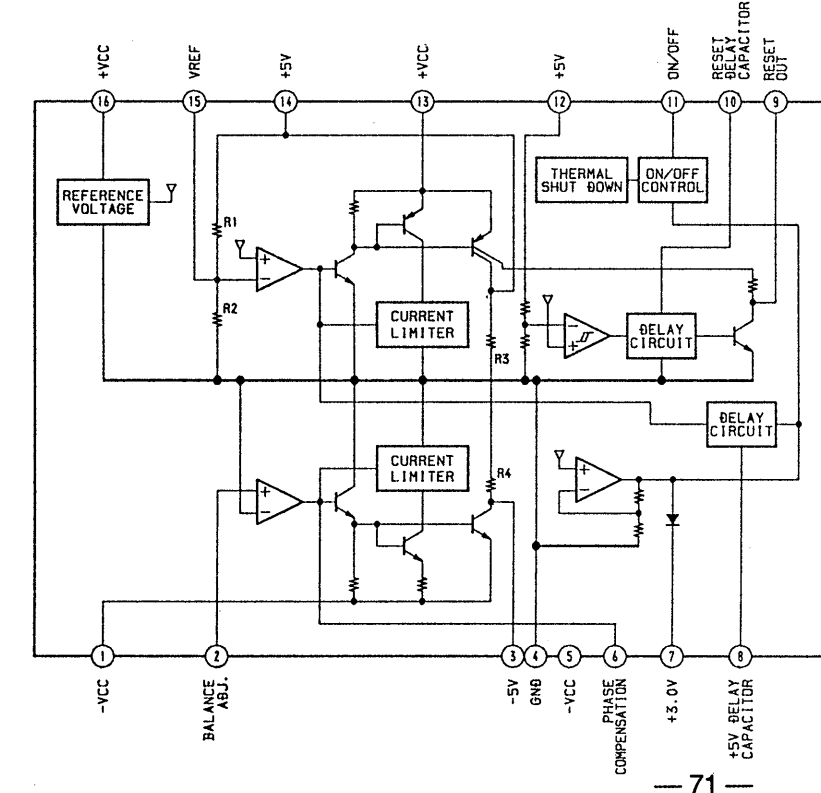 +VCC
VREF
+5V
+VCC
+5V
ON/OFF
RESET
DELAY
CAPACITOR
RESET
OUT
16
15
14
13
12
11
10
9
REFERENCE
VOLTAGE
THERMAL
SHUT DOWN
ON/OFF
CONTROL
R1
+
−
R2
CURRENT
LIMITER
R3
−
+
DELAY
CIRCUIT
DELAY
CIRCUIT
CURRENT
LIMITER
R4
+
−
+
−
1
2
3
4
5
6
7
8
-VCC
BALANCE
ADJ.
-5V
GND
-VCC
PHASE
COMPENSATION
+3.0V
+5V DELAY
CAPACITOR
— 71 —